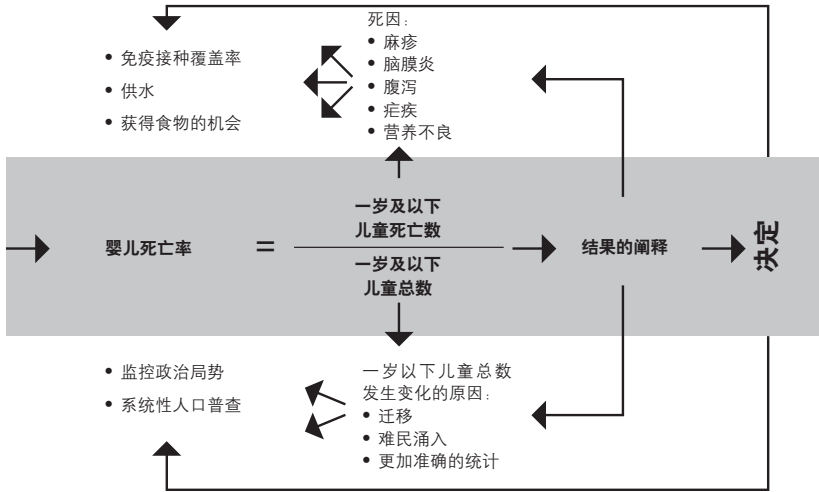 死因：
• 麻疹
• 脑膜炎
• 腹泻
• 疟疾
• 营养不良
• 免疫接种覆盖率
• 供水
• 获得食物的机会
婴儿死亡率
=
一岁及以下
儿童死亡数
一岁及以下
儿童总数
结果的阐释
决定
• 监控政治局势
• 系统性人口普查
一岁以下儿童总数
发生变化的原因：
• 迁移
• 难民涌入
• 更加准确的统计